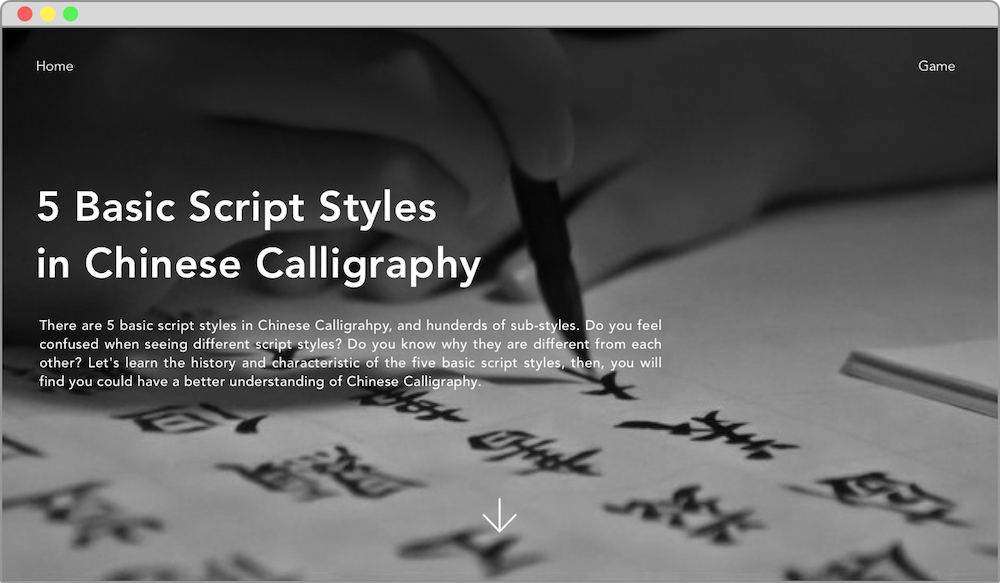 Home
Game
5 Basic Script Styles
in Chinese Calligraphy
There are 5 basic script styles in Chinese Calligrahpy, and hunderds of sub-styles. Do you feel
confused when seeing different script styles? Do you know why they are different from each
other? Let's learn the history and characteristic of the five basic script styles, then, you will
find you could have a better understanding of Chinese Calligraphy.